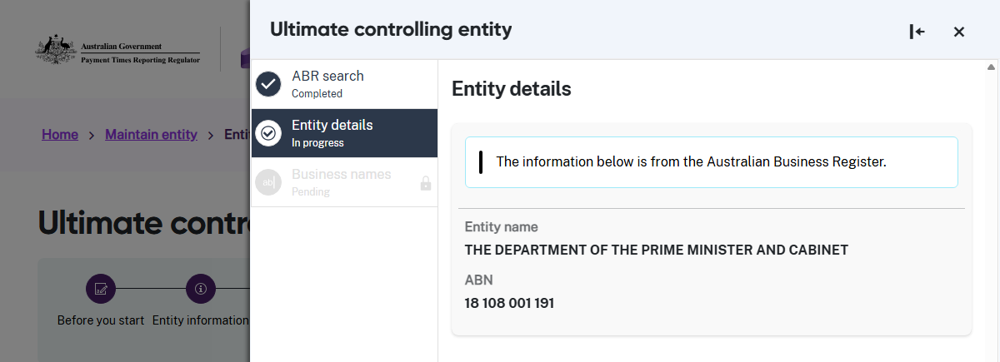 Australian Government
Payment Times Reporting Regulator
Home > Maintain entity > Enti
Ultimate contr
Before you start
Entity information
Ultimate controlling entity
ABR search
Completed
Entity details
In progress
ab
Business names
Pending
Entity details
The information below is from the Australian Business Register.
Entity name
THE DEPARTMENT OF THE PRIME MINISTER AND CABINET
ABN
18 108 001 191